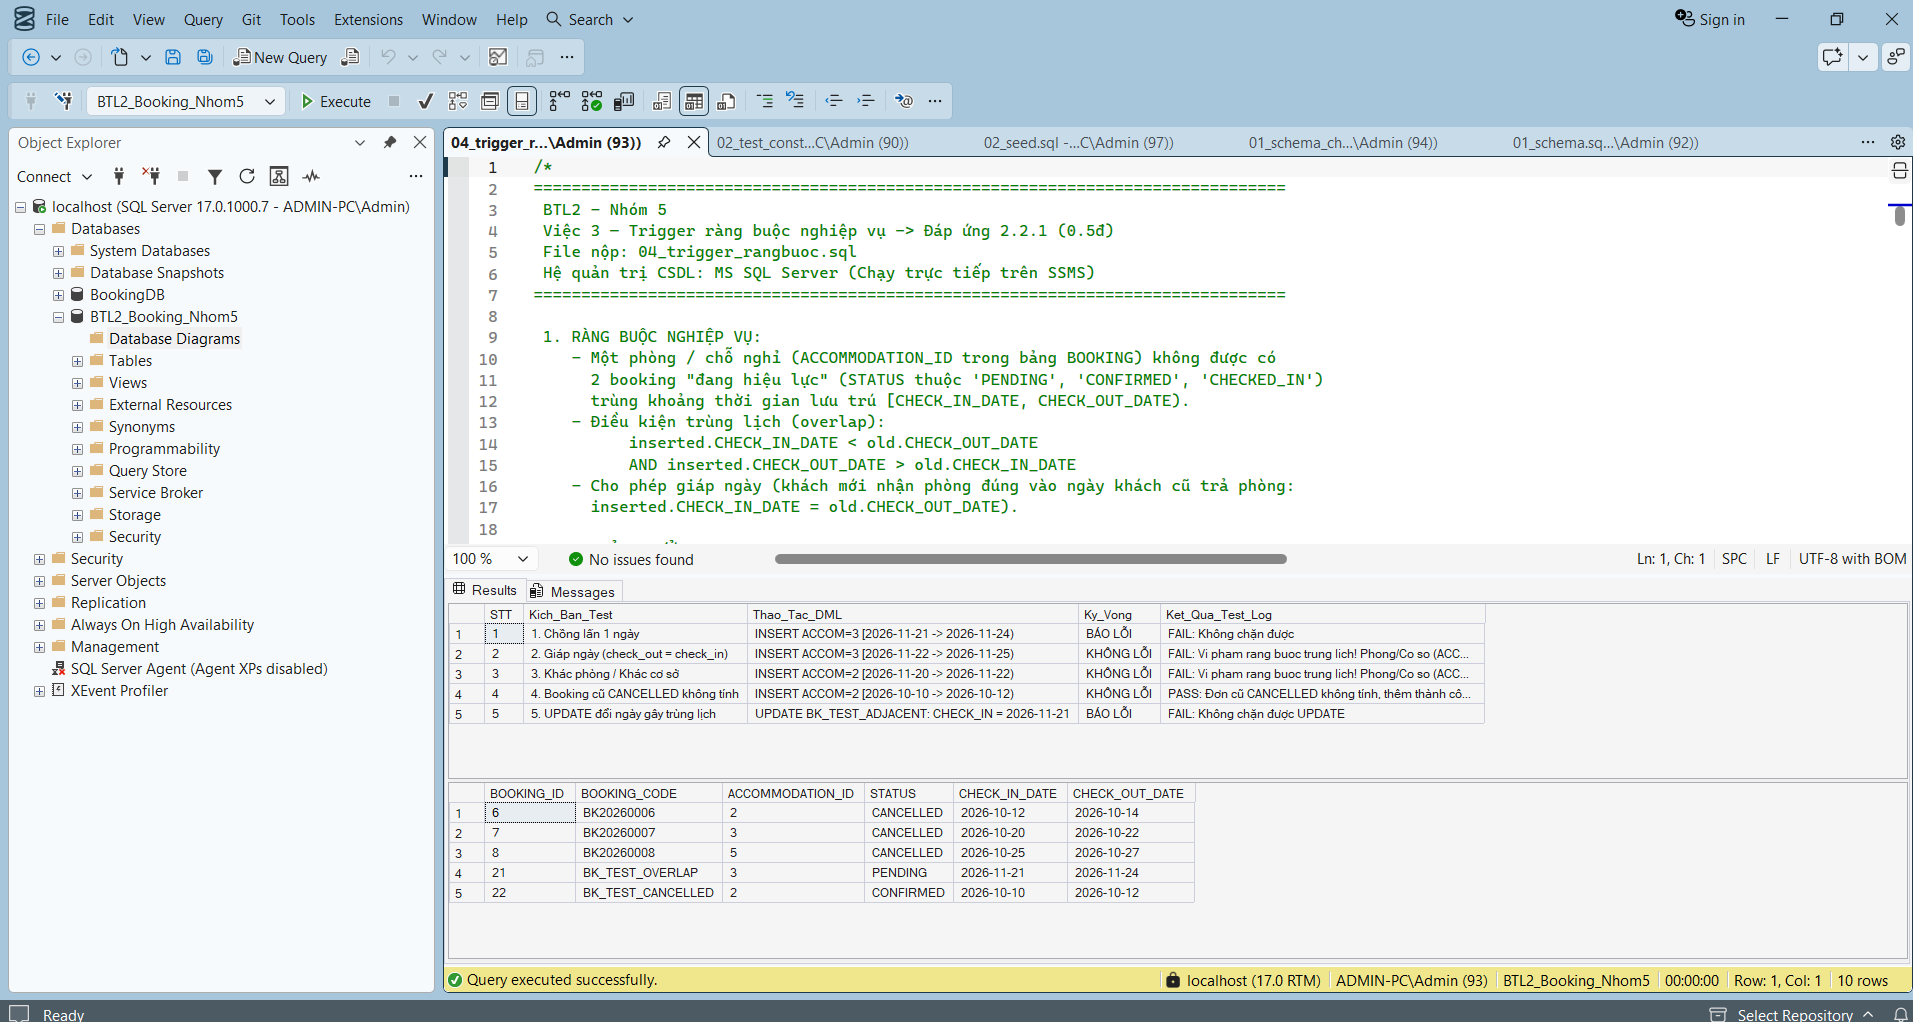 File Edit View Query Git Tools Extensions Window Help Search Sign in
New Query
BTL2_Booking_Nhom5 Execute
Object Explorer
Connect
localhost (SQL Server 17.0.1000.7 - ADMIN-PC\Admin)
Databases
System Databases
Database Snapshots
BookingDB
BTL2_Booking_Nhom5
Database Diagrams
Tables
Views
External Resources
Synonyms
Programmability
Query Store
Service Broker
Storage
Security
Security
Server Objects
Replication
Always On High Availability
Management
SQL Server Agent (Agent XPs disabled)
XEvent Profiler
04_trigger_r...\Admin (93)) 02_test_const...C\Admin (90)) 02_seed.sql -...C\Admin (97)) 01_schema_ch...\Admin (94)) 01_schema.sq...\Admin (92))
1 /*
2 ===============================================================================
3 BTL2 - Nhóm 5
4 Việc 3 - Trigger ràng buộc nghiệp vụ -> Đáp ứng 2.2.1 (0.5đ)
5 File nộp: 04_trigger_rangbuoc.sql
6 Hệ quản trị CSDL: MS SQL Server (Chạy trực tiếp trên SSMS)
7 ===============================================================================
8
9 1. RÀNG BUỘC NGHIỆP VỤ:
10 - Một phòng / chỗ nghỉ (ACCOMMODATION_ID trong bảng BOOKING) không được có
11 2 booking "đang hiệu lực" (STATUS thuộc 'PENDING', 'CONFIRMED', 'CHECKED_IN')
12 trùng khoảng thời gian lưu trú [CHECK_IN_DATE, CHECK_OUT_DATE).
13 - Điều kiện trùng lịch (overlap):
14 inserted.CHECK_IN_DATE < old.CHECK_OUT_DATE
15 AND inserted.CHECK_OUT_DATE > old.CHECK_IN_DATE
16 - Cho phép giáp ngày (khách mới nhận phòng đúng vào ngày khách cũ trả phòng:
17 inserted.CHECK_IN_DATE = old.CHECK_OUT_DATE).
18
100 % No issues found Ln: 1, Ch: 1 SPC LF UTF-8 with BOM
Results Messages
STT Kich_Ban_Test Thao_Tac_DML Ky_Vong Ket_Qua_Test_Log
1 1 1. Chồng lấn 1 ngày INSERT ACCOM=3 [2026-11-21 -> 2026-11-24) BÁO LỖI FAIL: Không chặn được
2 2 2. Giáp ngày (check_out = check_in) INSERT ACCOM=3 [2026-11-22 -> 2026-11-25) KHÔNG LỖI FAIL: Vi pham rang buoc trung lich! Phong/Co so (ACC...
3 3 3. Khác phòng / Khác cơ sở INSERT ACCOM=2 [2026-11-20 -> 2026-11-22) KHÔNG LỖI FAIL: Vi pham rang buoc trung lich! Phong/Co so (ACC...
4 4 4. Booking cũ CANCELLED không tính INSERT ACCOM=2 [2026-10-10 -> 2026-10-12) KHÔNG LỖI PASS: Đơn cũ CANCELLED không tính, thêm thành cô...
5 5 5. UPDATE đổi ngày gây trùng lịch UPDATE BK_TEST_ADJACENT: CHECK_IN = 2026-11-21 BÁO LỖI FAIL: Không chặn được UPDATE
BOOKING_ID BOOKING_CODE ACCOMMODATION_ID STATUS CHECK_IN_DATE CHECK_OUT_DATE
1 6 BK20260006 2 CANCELLED 2026-10-12 2026-10-14
2 7 BK20260007 3 CANCELLED 2026-10-20 2026-10-22
3 8 BK20260008 5 CANCELLED 2026-10-25 2026-10-27
4 21 BK_TEST_OVERLAP 3 PENDING 2026-11-21 2026-11-24
5 22 BK_TEST_CANCELLED 2 CONFIRMED 2026-10-10 2026-10-12
Query executed successfully. localhost (17.0 RTM) ADMIN-PC\Admin (93) BTL2_Booking_Nhom5 00:00:00 Row: 1, Col: 1 10 rows
Ready Select Repository